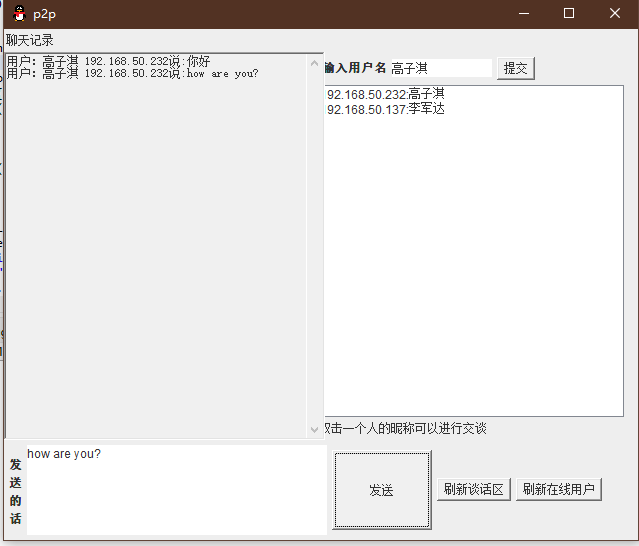 p2p
聊天记录
用户: 高子淇 192.168.50.232说:你好
用户: 高子淇 192.168.50.232说:how are you?
输入用户名 高子淇 提交
92.168.50.232:高子淇
92.168.50.137:李军达
双击一个人的昵称可以进行交谈
发送的话
how are you?
发送
刷新谈话区
刷新在线用户